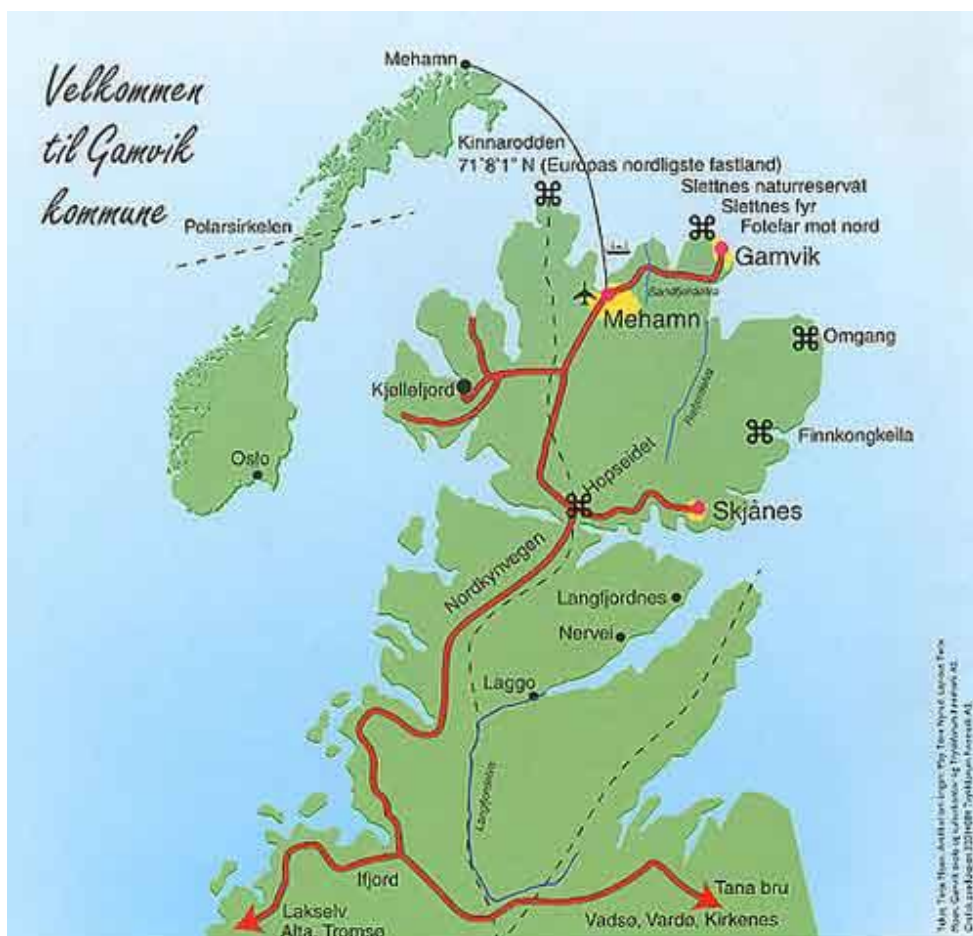 Velkommen
til Gamvik
kommune
Mehamn
Kinnarodden
71°8'1" N (Europas nordligste fastland)
Slettnes naturreservat
Slettnes fyr
Fotefar mot nord
Polarsirkelen
Gamvik
Mehamn
Omgang
Kjøllefjord
Finnkongkeila
Oslo
Hopseidet
Skjånes
Nordkynvegen
Langfjordnes
Nervei
Laggo
Langfjordelva
Ifjord
Tana bru
Lakselv
Vadsø, Vardø, Kirkenes
Alta, Tromsø